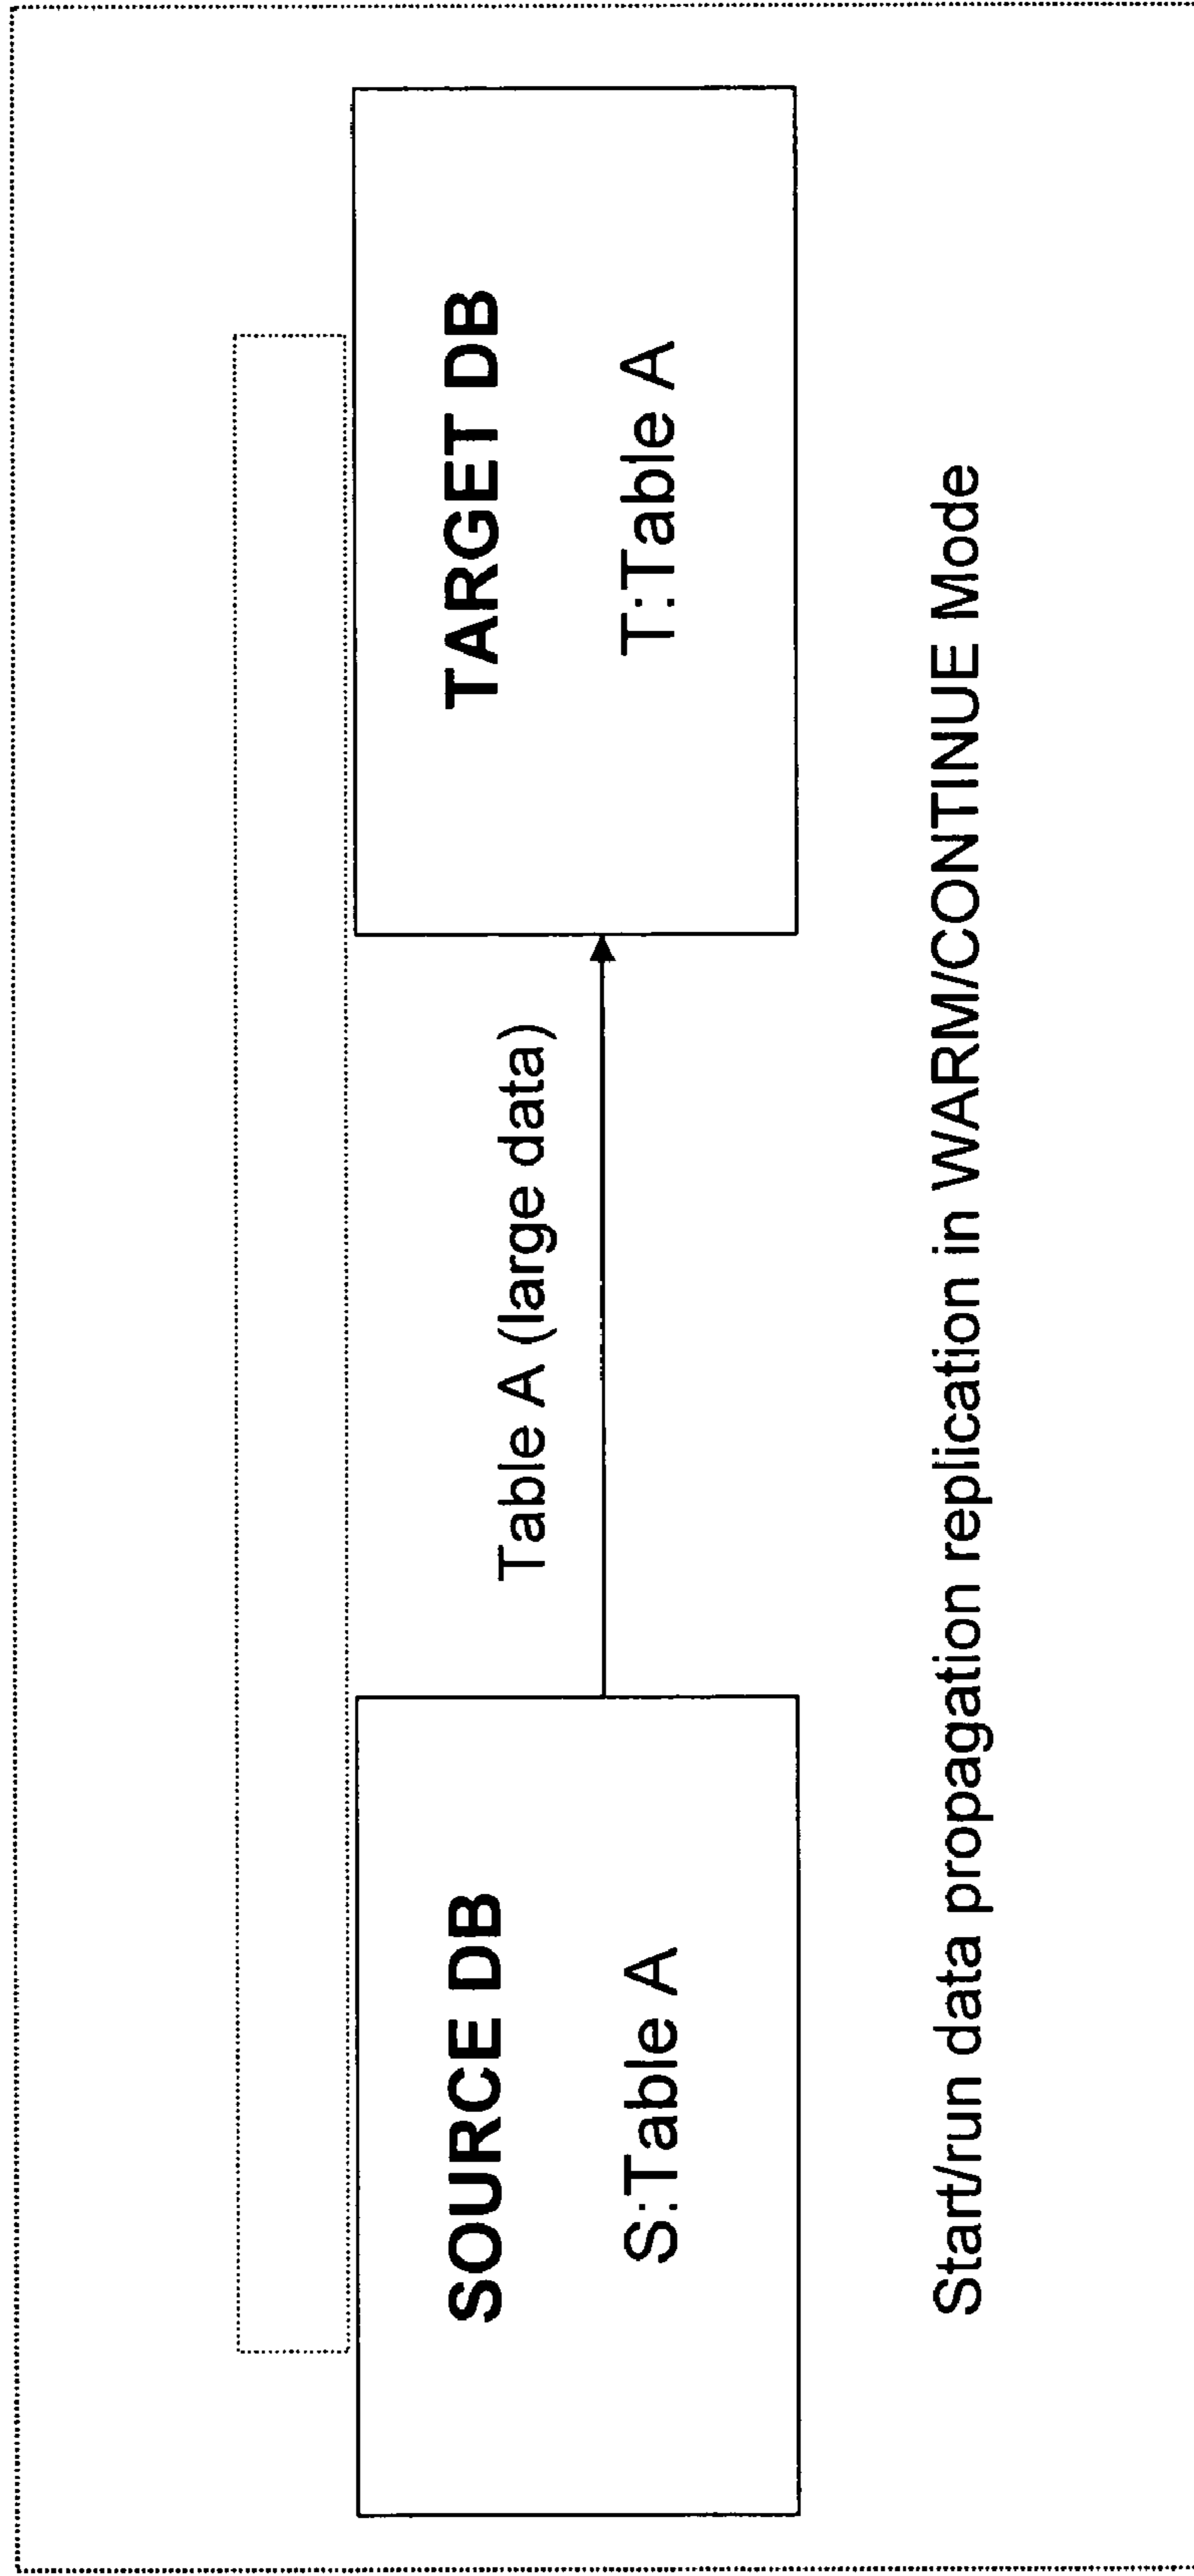 SOURCE DB
S:Table A
Table A (large data)
TARGET DB
T:Table A
Start/run data propagation replication in WARM/CONTINUE Mode